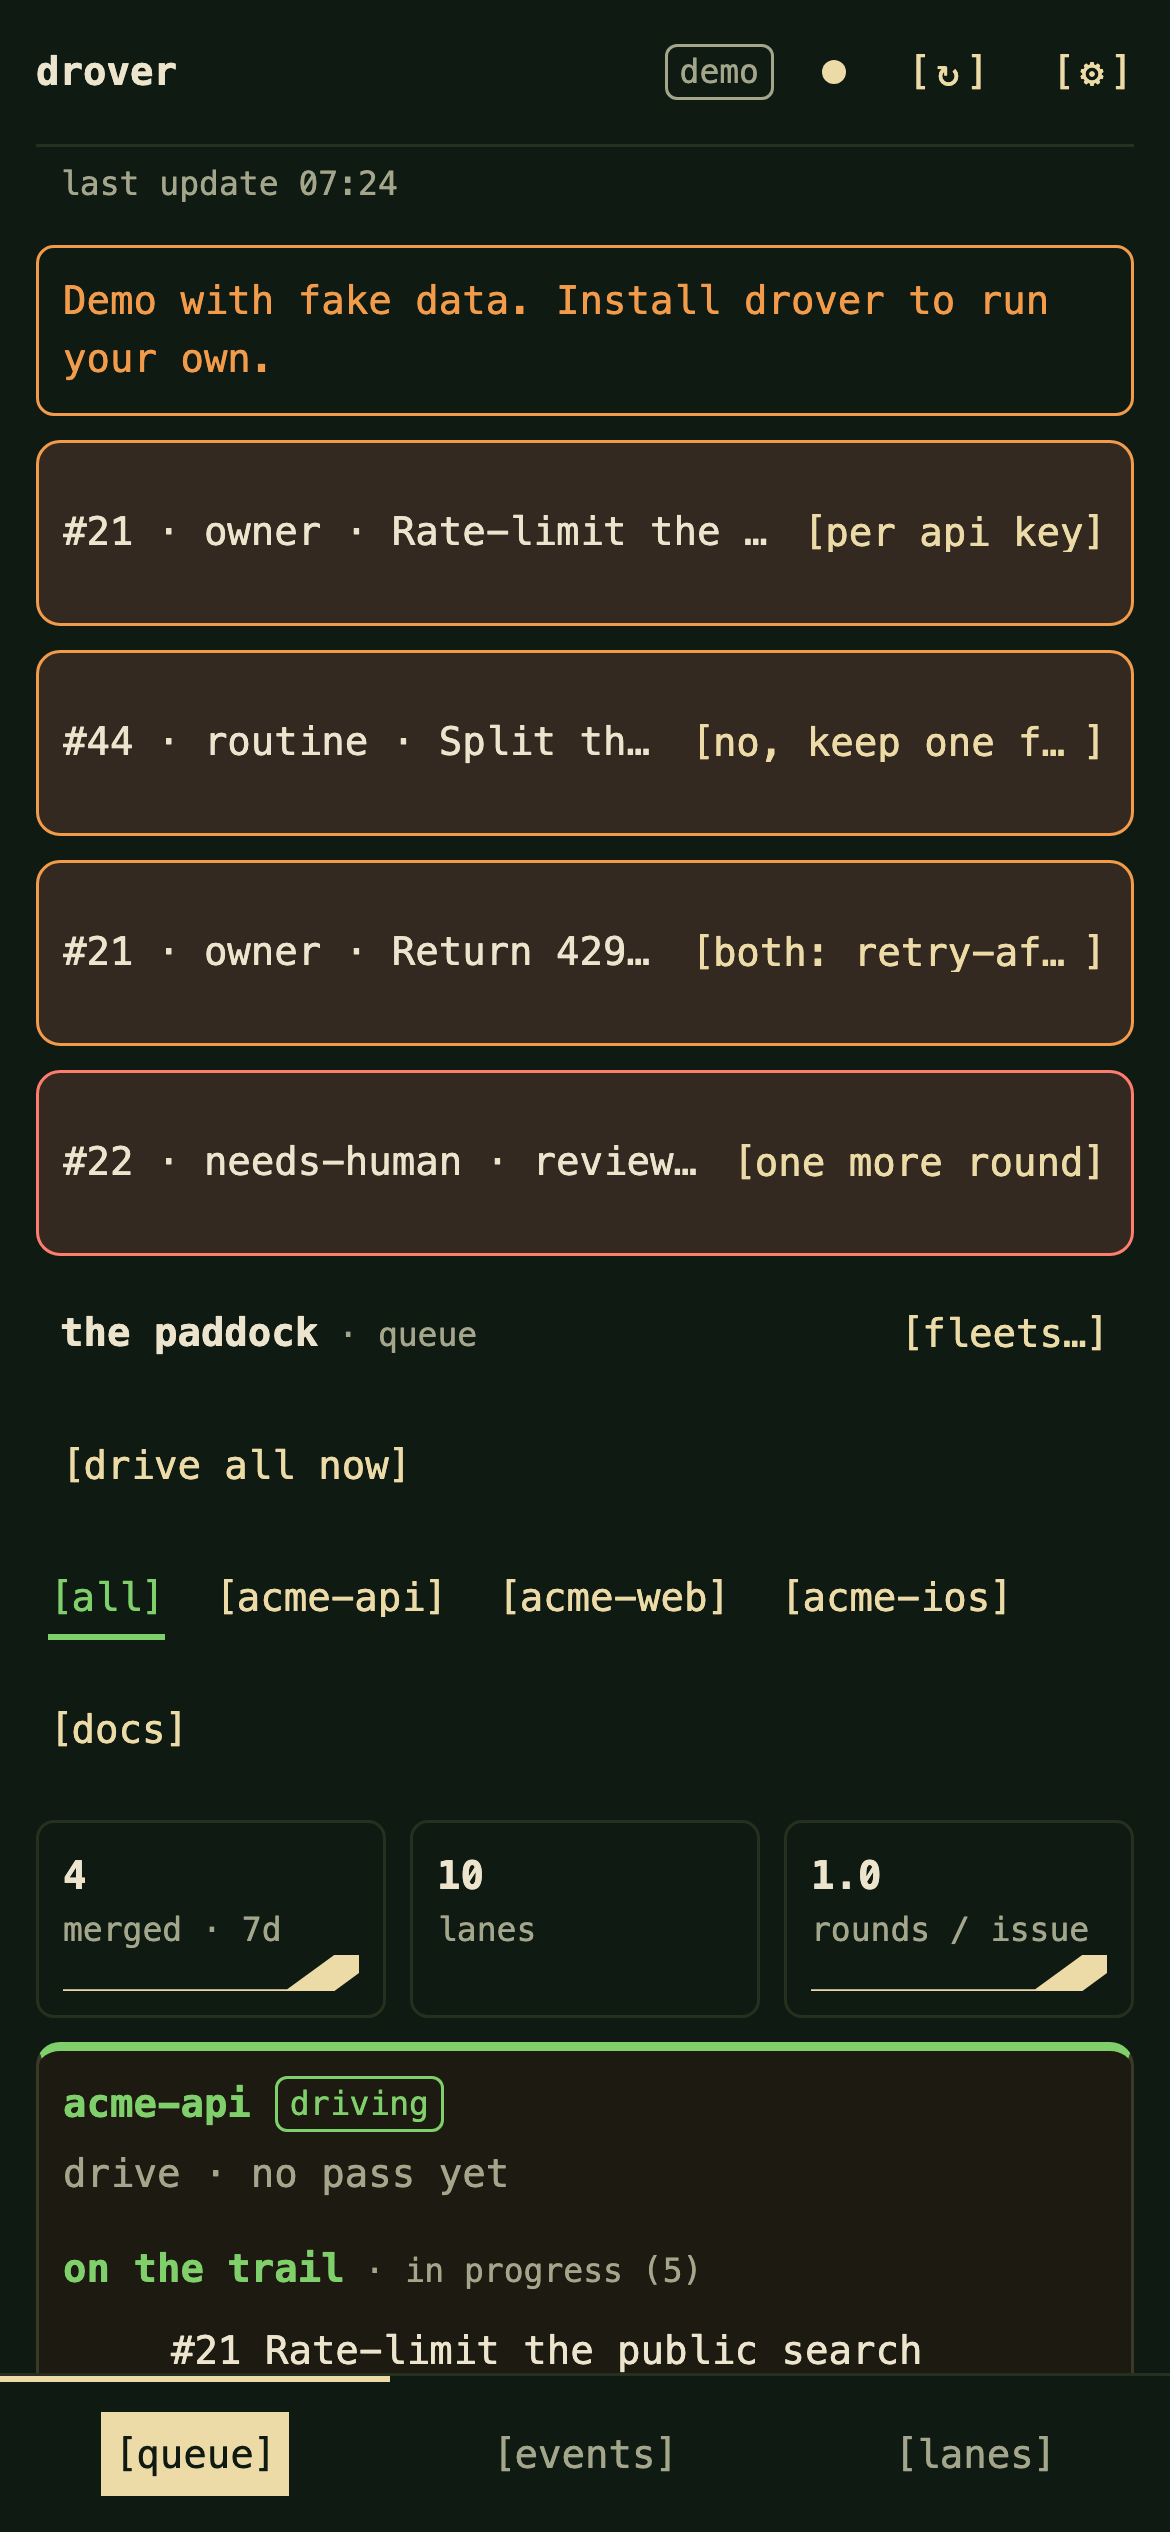 drover demo [↻] [⚙]
last update 07:24
Demo with fake data. Install drover to run
your own.
#21 · owner · Rate-limit the … [per api key]
#44 · routine · Split th… [no, keep one f… ]
#21 · owner · Return 429… [both: retry-af… ]
#22 · needs-human · review… [one more round]
the paddock · queue [fleets…]
[drive all now]
[all] [acme-api] [acme-web] [acme-ios]
[docs]
4 10 1.0
merged · 7d lanes rounds / issue
acme-api driving
drive · no pass yet
on the trail · in progress (5)
#21 Rate-limit the public search
[queue] [events] [lanes]